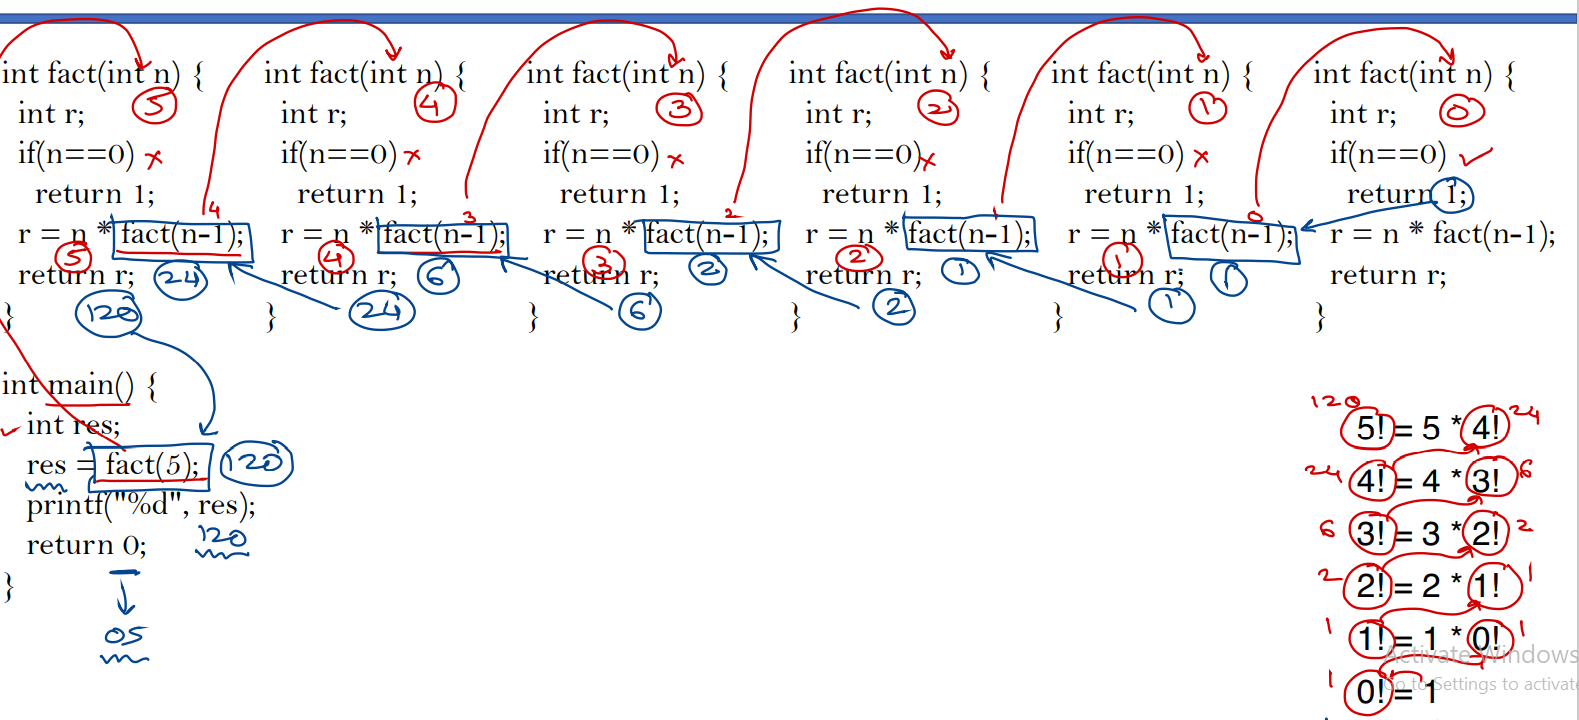 int fact(int n) {
5
int r;
if(n==0) x
return 1;
4
r = n * fact(n-1);
5
return r; 24
120
}
int fact(int n) {
4
int r;
if(n==0) x
return 1;
3
r = n * fact(n-1);
4
return r; 6
24
}
int fact(int n) {
3
int r;
if(n==0) x
return 1;
2
r = n * fact(n-1);
3
return r; 2
6
}
int fact(int n) {
2
int r;
if(n==0) x
return 1;
1
r = n * fact(n-1);
2
return r; 1
2
}
int fact(int n) {
1
int r;
if(n==0) x
return 1;
0
r = n * fact(n-1);
1
return r; 1
1
}
int fact(int n) {
0
int r;
if(n==0) ✓
return 1;
r = n * fact(n-1);
return r;
}
int main() {
✓ int res;
res = fact(5); 120
printf("%d", res);
120
return 0;
}
OS
120 5! = 5 * 4! 24
24 4! = 4 * 3! 6
6 3! = 3 * 2! 2
2 2! = 2 * 1! 1
1 1! = 1 * 0! 1
Activate Windows
1 0! = 1
Go to Settings to activate